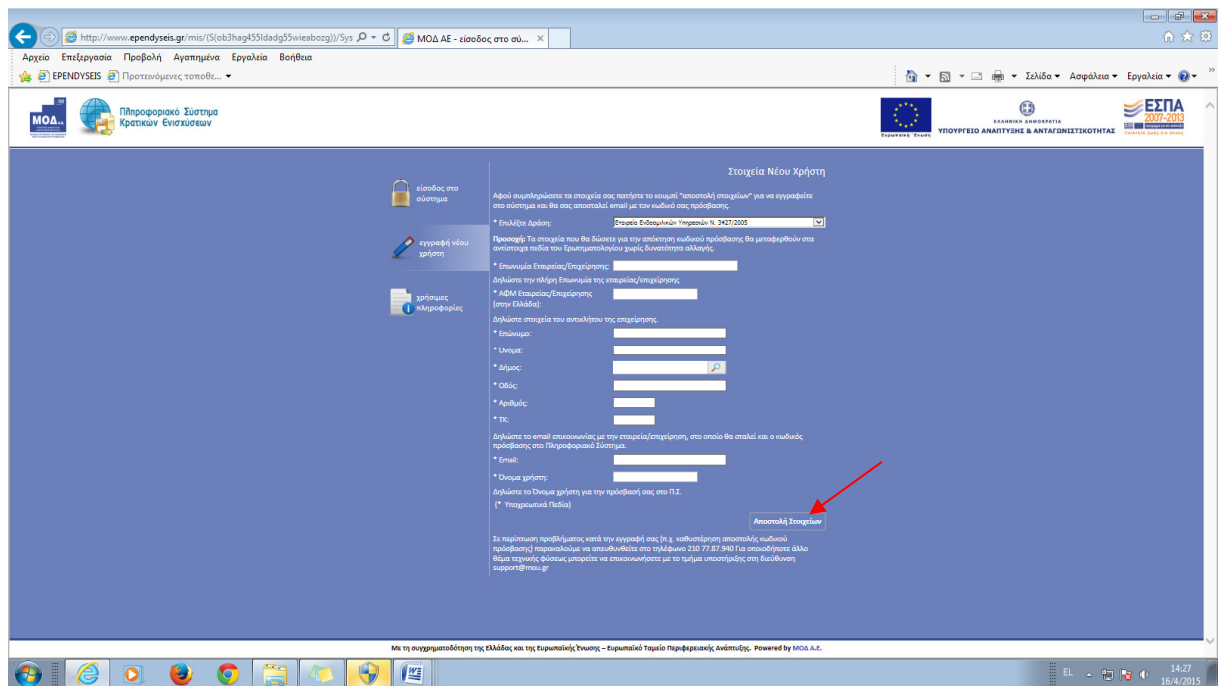 http://www.ependyseis.gr/mis/(S(ob3hag455ldadg55wieabozg))/Sys
ΜΟΔ ΑΕ - είσοδος στο σύ...
Αρχείο Επεξεργασία Προβολή Αγαπημένα Εργαλεία Βοήθεια
EPENDYSEIS Προτεινόμενες τοποθε...
Σελίδα Ασφάλεια Εργαλεία
ΜΟΔ
Πληροφοριακό Σύστημα
Κρατικών Ενισχύσεων
Ευρωπαϊκή Ένωση
ΕΛΛΗΝΙΚΗ ΔΗΜΟΚΡΑΤΙΑ
ΥΠΟΥΡΓΕΙΟ ΑΝΑΠΤΥΞΗΣ & ΑΝΤΑΓΩΝΙΣΤΙΚΟΤΗΤΑΣ
ΕΣΠΑ
2007-2013
είσοδος στο
σύστημα
εγγραφή νέου
χρήστη
χρήσιμες
πληροφορίες
Στοιχεία Νέου Χρήστη
Αφού συμπληρώσετε τα στοιχεία σας πατήστε το κουμπί "αποστολή στοιχείων" για να εγγραφείτε
στο σύστημα και θα σας αποσταλεί email με τον κωδικό σας πρόσβασης.
* Επιλέξτε Δράση: Εταιρεία Ενδοομιλικών Υπηρεσιών Ν. 3427/2005
Προσοχή: Τα στοιχεία που θα δώσετε για την απόκτηση κωδικού πρόσβασης θα μεταφερθούν στα
αντίστοιχα πεδία του Ερωτηματολογίου χωρίς δυνατότητα αλλαγής.
* Επωνυμία Εταιρείας/Επιχείρησης:
Δηλώστε την πλήρη Επωνυμία της εταιρείας/επιχείρησης
* ΑΦΜ Εταιρείας/Επιχείρησης
(στην Ελλάδα):
Δηλώστε στοιχεία του αντικλήτου της επιχείρησης.
* Επώνυμο:
* Όνομα:
* Δήμος:
* Οδός:
* Αριθμός:
* ΤΚ:
Δηλώστε το email επικοινωνίας με την εταιρεία/επιχείρηση, στο οποίο θα σταλεί και ο κωδικός
πρόσβασης στο Πληροφοριακό Σύστημα.
* Email:
* Όνομα χρήστη:
Δηλώστε το Όνομα χρήστη για την πρόσβασή σας στο Π.Σ.
(* Υποχρεωτικά Πεδία)
Αποστολή Στοιχείων
Σε περίπτωση προβλήματος κατά την εγγραφή σας (π.χ. καθυστέρηση αποστολής κωδικού
πρόσβασης) παρακαλούμε να απευθυνθείτε στο τηλέφωνο 210 77.87.940 Για οποιοδήποτε άλλο
θέμα τεχνικής φύσεως μπορείτε να επικοινωνήσετε με το τμήμα υποστήριξης στη διεύθυνση
support@mou.gr
Με τη συγχρηματοδότηση της Ελλάδας και της Ευρωπαϊκής Ένωσης – Ευρωπαϊκό Ταμείο Περιφερειακής Ανάπτυξης. Powered by ΜΟΔ Α.Ε.
EL
14:27
16/4/2015